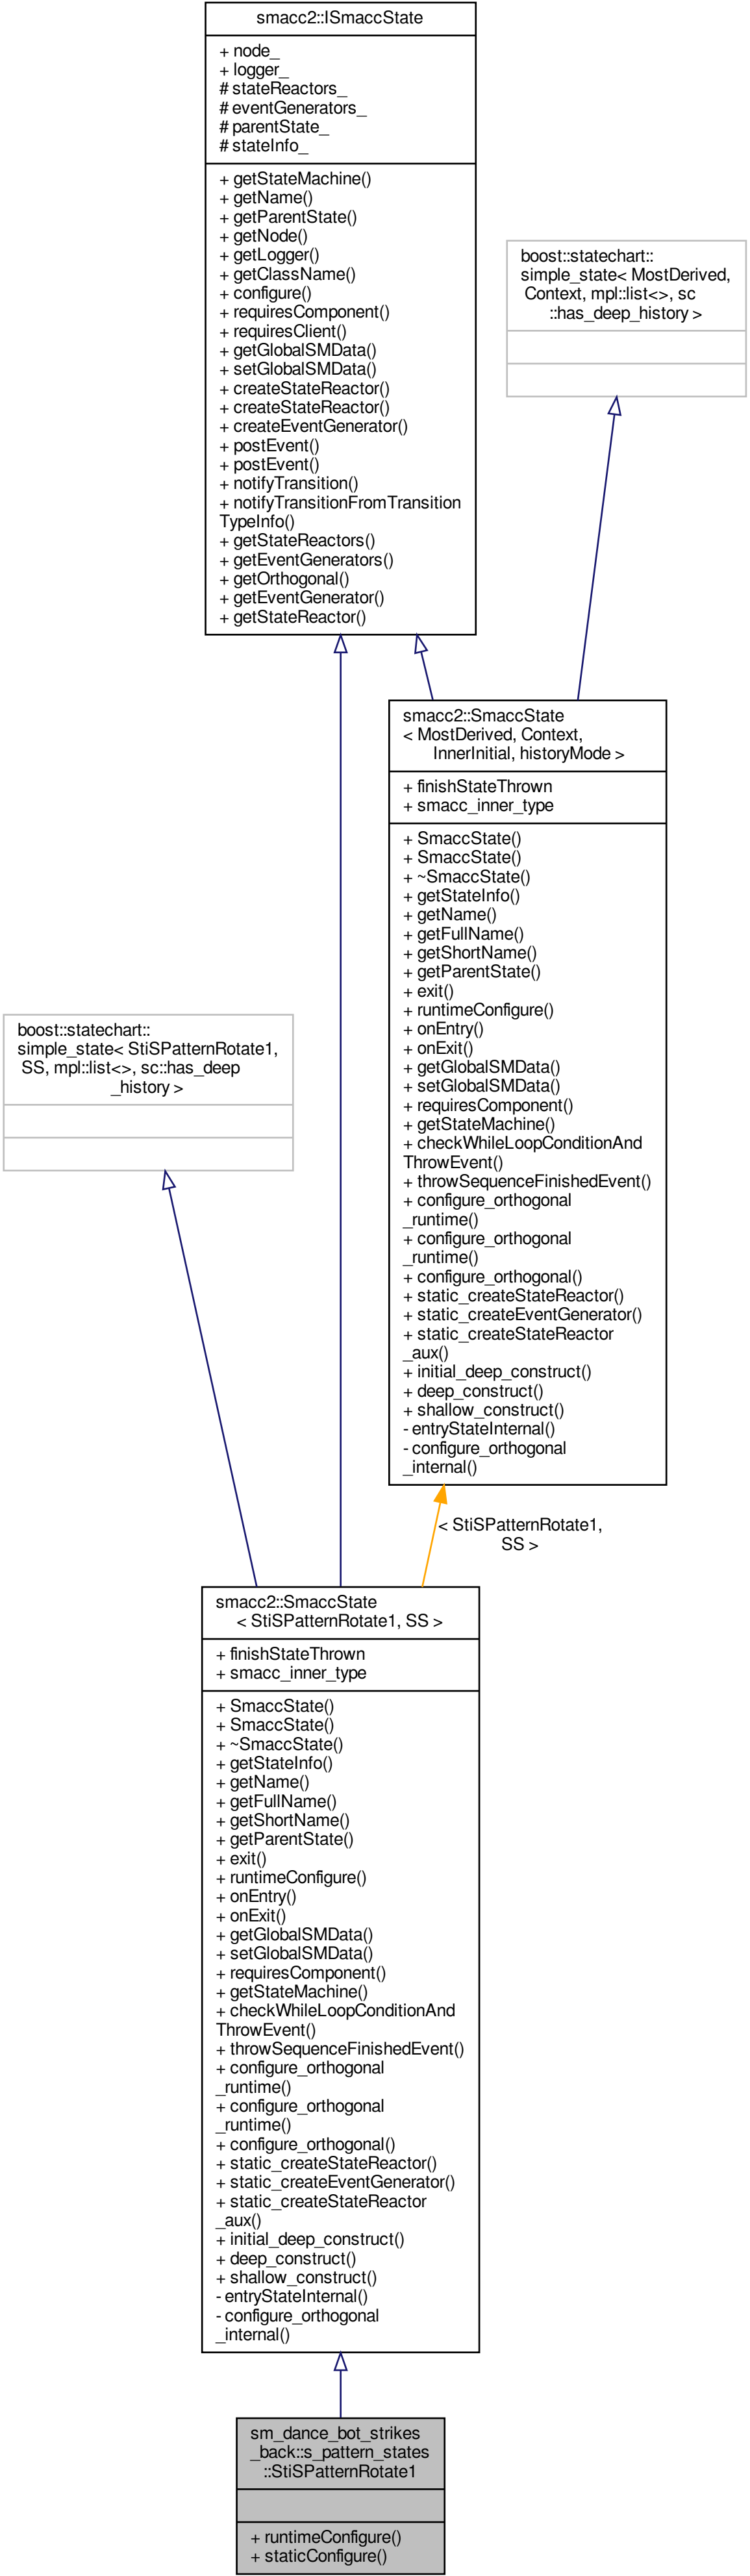 smacc2::ISmaccState
+ node_
+ logger_
# stateReactors_
# eventGenerators_
# parentState_
# stateInfo_
+ getStateMachine()
+ getName()
+ getParentState()
+ getNode()
+ getLogger()
+ getClassName()
+ configure()
+ requiresComponent()
+ requiresClient()
+ getGlobalSMData()
+ setGlobalSMData()
+ createStateReactor()
+ createStateReactor()
+ createEventGenerator()
+ postEvent()
+ postEvent()
+ notifyTransition()
+ notifyTransitionFromTransition
TypeInfo()
+ getStateReactors()
+ getEventGenerators()
+ getOrthogonal()
+ getEventGenerator()
+ getStateReactor()
boost::statechart::
simple_state< MostDerived,
Context, mpl::list<>, sc
::has_deep_history >
smacc2::SmaccState
< MostDerived, Context,
InnerInitial, historyMode >
+ finishStateThrown
+ smacc_inner_type
+ SmaccState()
+ SmaccState()
+ ~SmaccState()
+ getStateInfo()
+ getName()
+ getFullName()
+ getShortName()
+ getParentState()
+ exit()
+ runtimeConfigure()
+ onEntry()
+ onExit()
+ getGlobalSMData()
+ setGlobalSMData()
+ requiresComponent()
+ getStateMachine()
+ checkWhileLoopConditionAnd
ThrowEvent()
+ throwSequenceFinishedEvent()
+ configure_orthogonal
_runtime()
+ configure_orthogonal
_runtime()
+ configure_orthogonal()
+ static_createStateReactor()
+ static_createEventGenerator()
+ static_createStateReactor
_aux()
+ initial_deep_construct()
+ deep_construct()
+ shallow_construct()
- entryStateInternal()
- configure_orthogonal
_internal()
boost::statechart::
simple_state< StiSPatternRotate1,
SS, mpl::list<>, sc::has_deep
_history >
< StiSPatternRotate1,
SS >
smacc2::SmaccState
< StiSPatternRotate1, SS >
+ finishStateThrown
+ smacc_inner_type
+ SmaccState()
+ SmaccState()
+ ~SmaccState()
+ getStateInfo()
+ getName()
+ getFullName()
+ getShortName()
+ getParentState()
+ exit()
+ runtimeConfigure()
+ onEntry()
+ onExit()
+ getGlobalSMData()
+ setGlobalSMData()
+ requiresComponent()
+ getStateMachine()
+ checkWhileLoopConditionAnd
ThrowEvent()
+ throwSequenceFinishedEvent()
+ configure_orthogonal
_runtime()
+ configure_orthogonal
_runtime()
+ configure_orthogonal()
+ static_createStateReactor()
+ static_createEventGenerator()
+ static_createStateReactor
_aux()
+ initial_deep_construct()
+ deep_construct()
+ shallow_construct()
- entryStateInternal()
- configure_orthogonal
_internal()
sm_dance_bot_strikes
_back::s_pattern_states
::StiSPatternRotate1
+ runtimeConfigure()
+ staticConfigure()